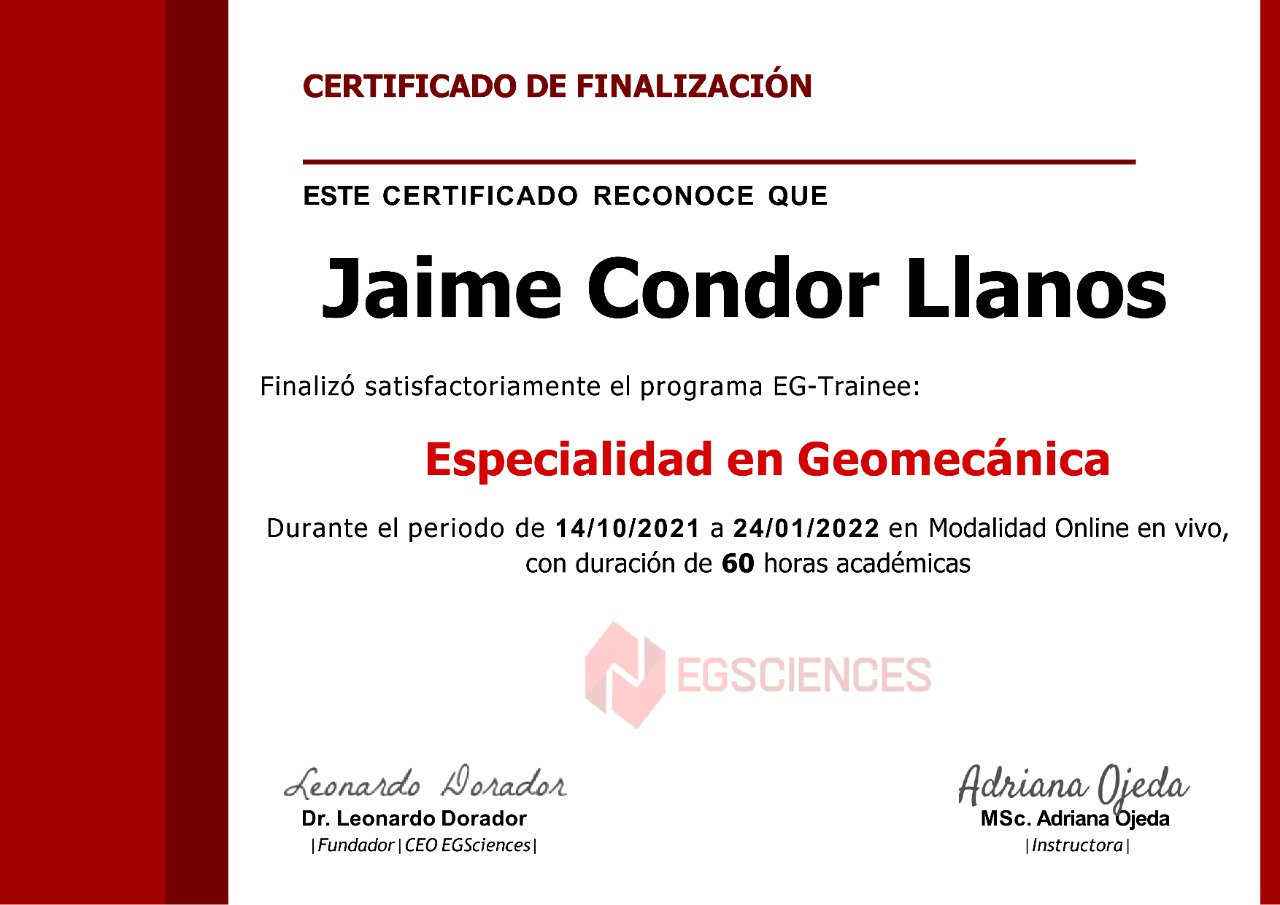 CERTIFICADO DE FINALIZACIÓN
ESTE CERTIFICADO RECONOCE QUE
Jaime Condor Llanos
Finalizó satisfactoriamente el programa EG-Trainee:
Especialidad en Geomecánica
Durante el periodo de 14/10/2021 a 24/01/2022 en Modalidad Online en vivo,
con duración de 60 horas académicas
EGSCIENCES
Leonardo Dorador
Dr. Leonardo Dorador
|Fundador|CEO EGSciences|
Adriana Ojeda
MSc. Adriana Ojeda
|Instructora|